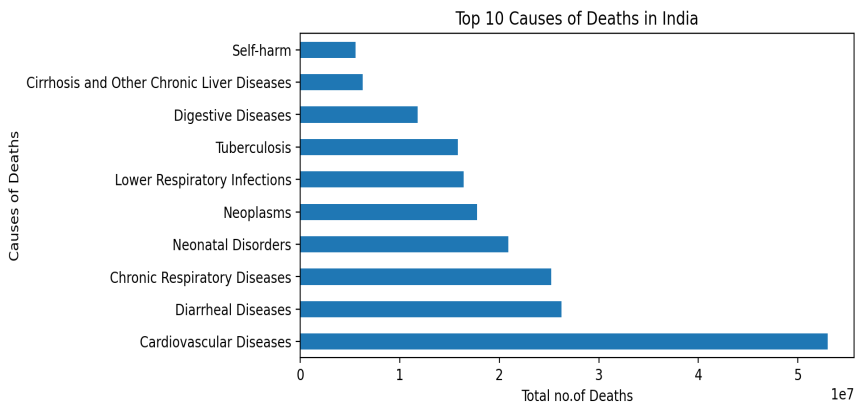 Top 10 Causes of Deaths in India
Causes of Deaths
Self-harm
Cirrhosis and Other Chronic Liver Diseases
Digestive Diseases
Tuberculosis
Lower Respiratory Infections
Neoplasms
Neonatal Disorders
Chronic Respiratory Diseases
Diarrheal Diseases
Cardiovascular Diseases
0 1 2 3 4 5
1e7
Total no.of Deaths